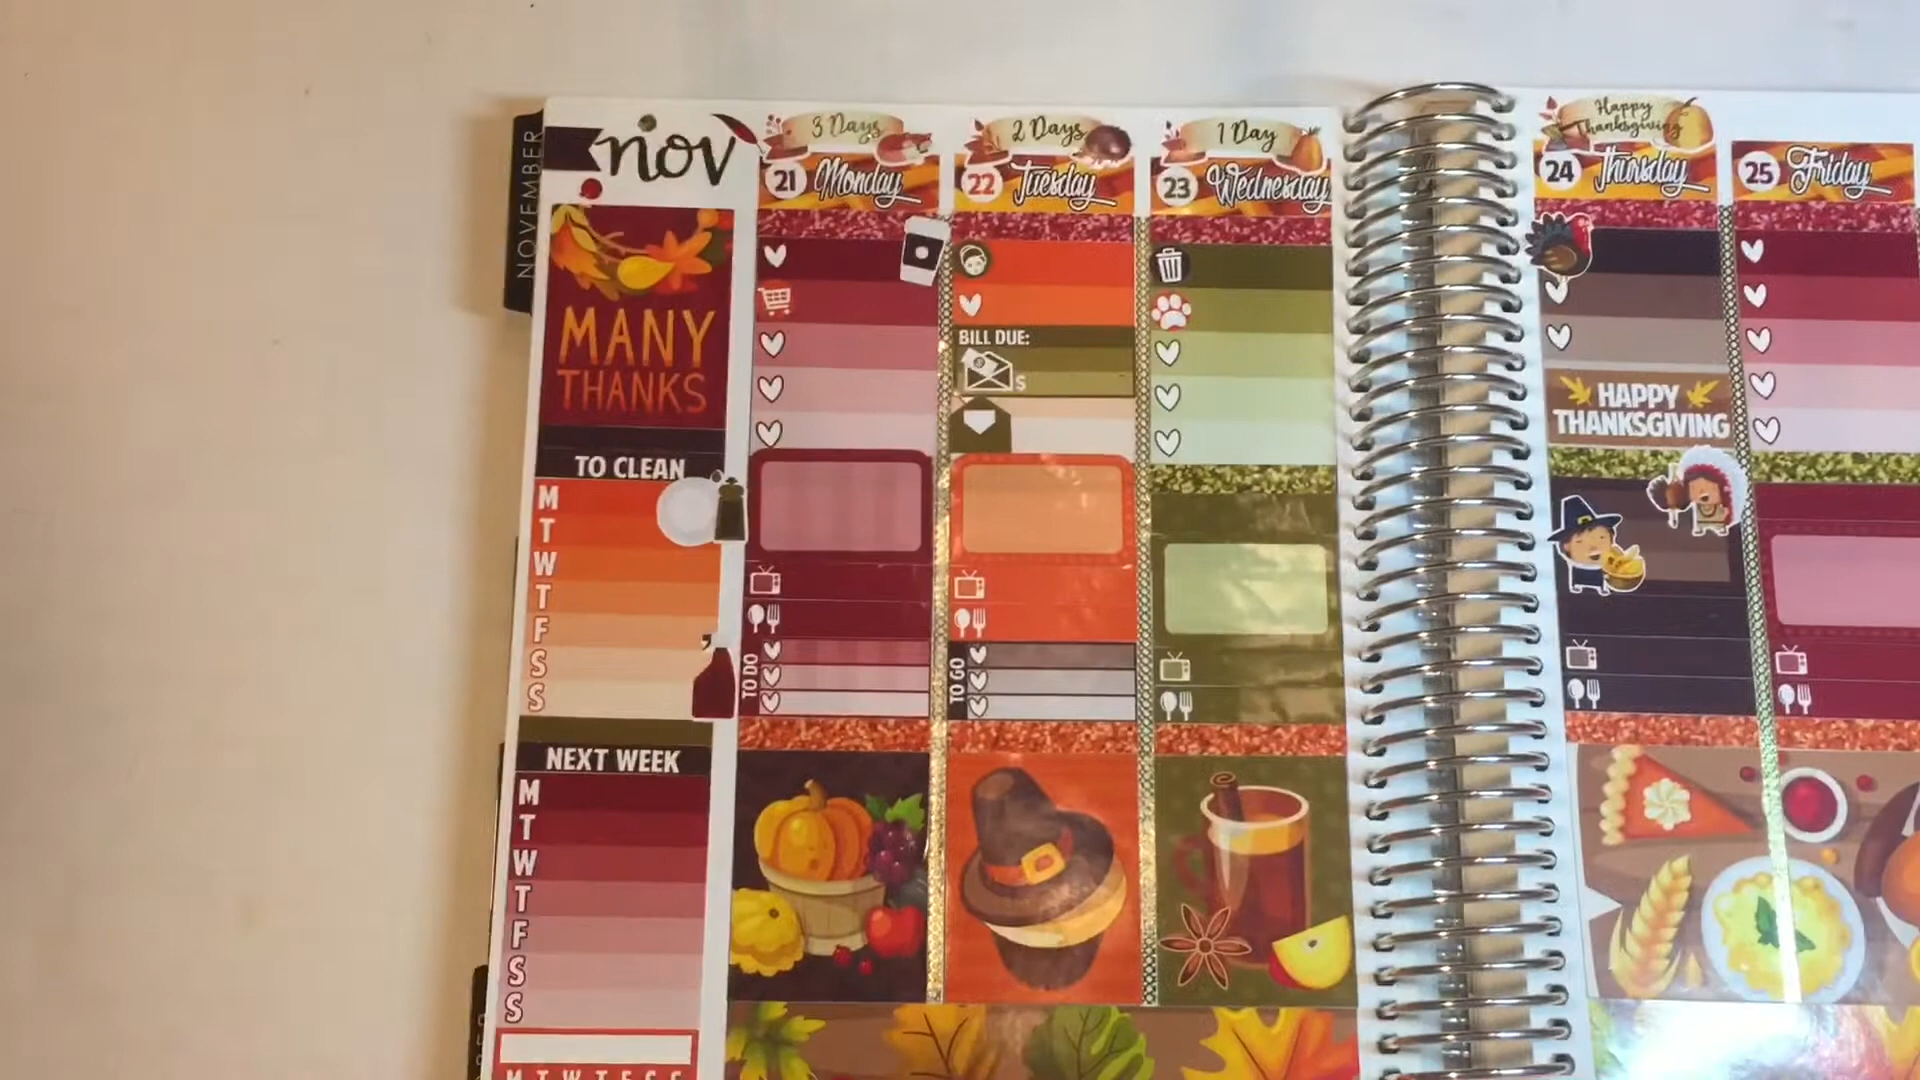 NOVEMBER
nov
MANY
THANKS
TO CLEAN
M
T
W
T
F
S
S
NEXT WEEK
M
T
W
T
F
S
S
M T W T F S S
3 Days
21 Monday
TO DO
2 Days
22 Tuesday
BILL DUE:
$
TO GO
1 Day
23 Wednesday
Happy
Thanksgiving
24 Thursday
HAPPY
THANKSGIVING
25 Friday